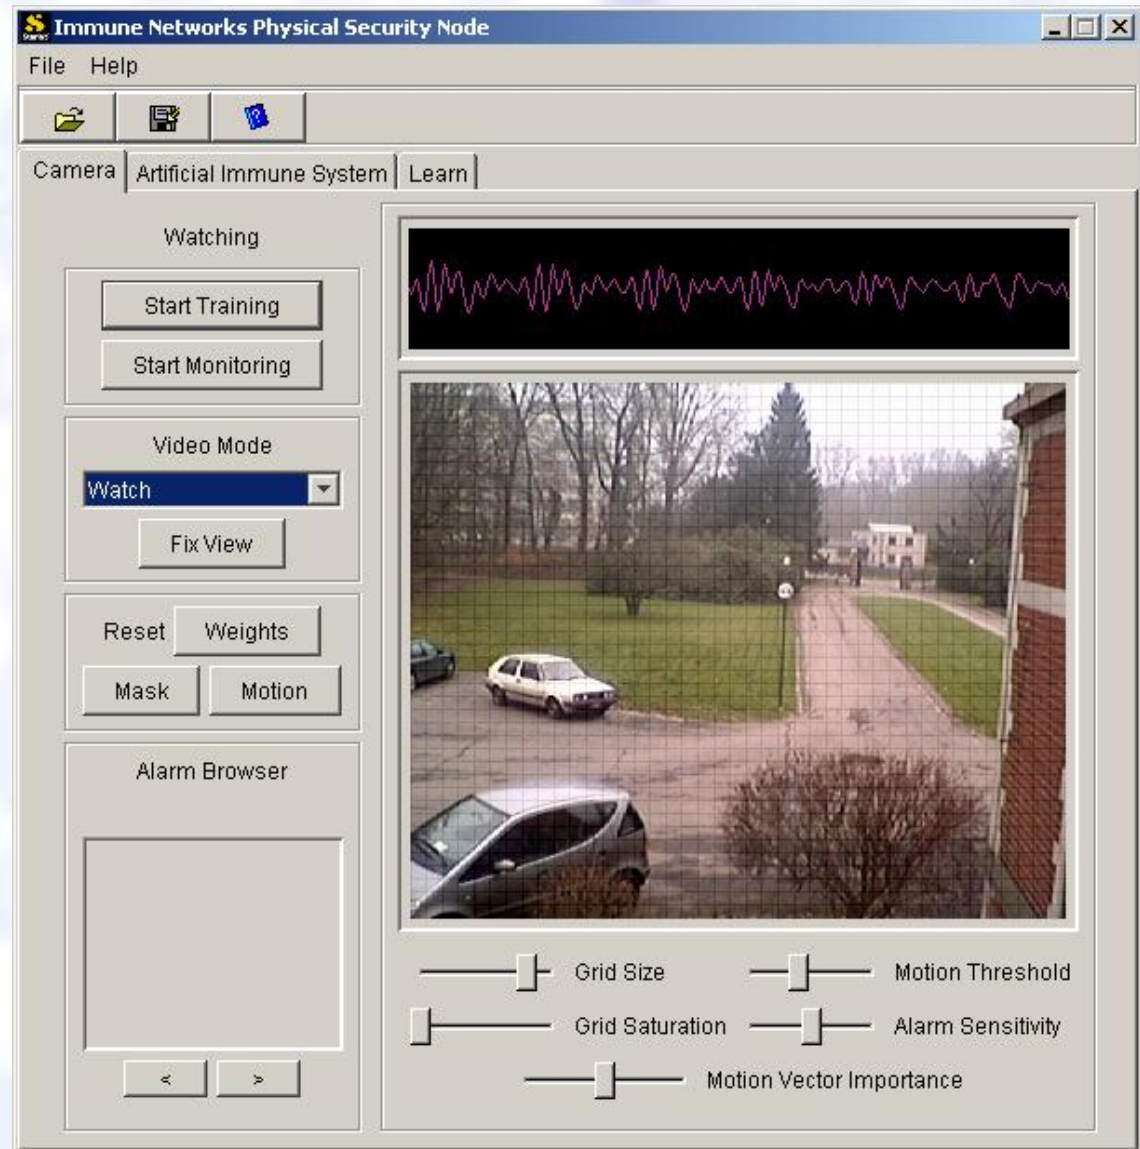 Immune Networks Physical Security Node
File Help
Camera Artificial Immune System Learn
Watching
Start Training
Start Monitoring
Video Mode
Watch
Fix View
Reset Weights
Mask Motion
Alarm Browser
< >
Grid Size Motion Threshold
Grid Saturation Alarm Sensitivity
Motion Vector Importance